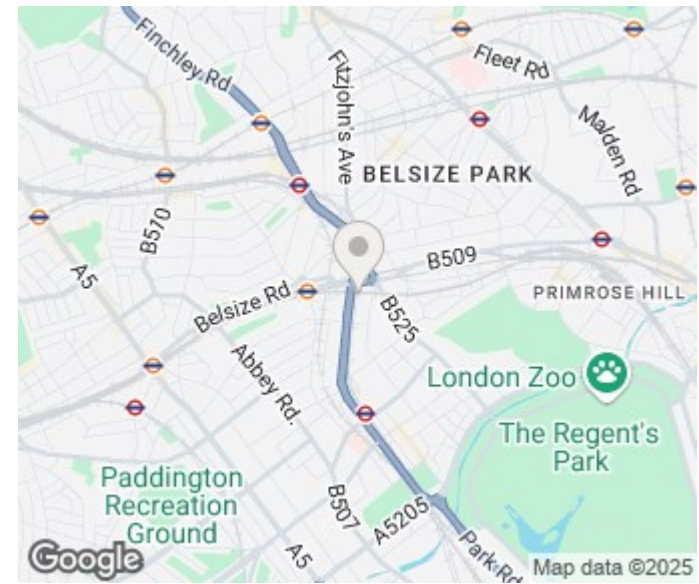 Finchley Rd
Fitzjohn's Ave
Fleet Rd
Malden Rd
BELSIZE PARK
B570
A5
B509
PRIMROSE HILL
Belsize Rd
B525
Abbey Rd.
London Zoo
The Regent's
Park
Paddington
Recreation
Ground
B507
A5205
A5
Park Rd
Google
Map data ©2025